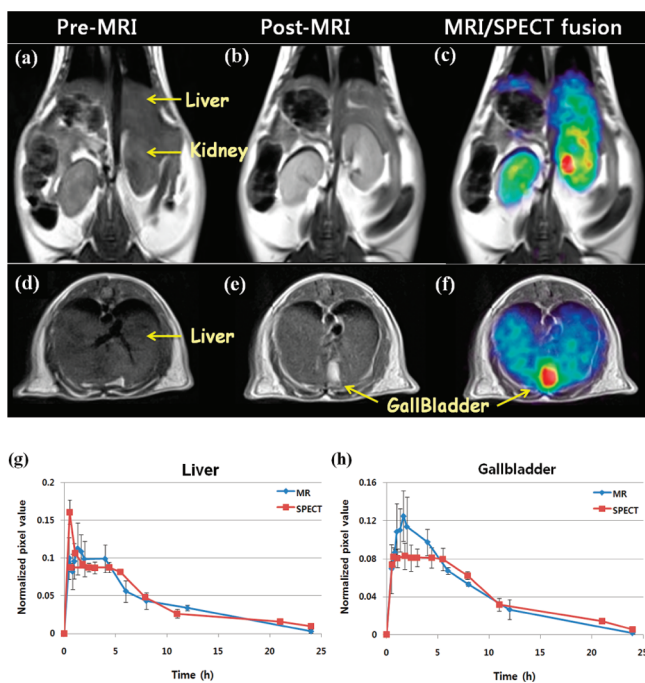 Pre-MRI
Post-MRI
MRI/SPECT fusion
(a)
(b)
(c)
Liver
Kidney
(d)
(e)
(f)
Liver
GallBladder
(g)
Liver
0.2
0.15
0.1
0.05
0
Normalized pixel value
MR
SPECT
0 5 10 15 20 25
Time (h)
(h)
Gallbladder
0.16
0.12
0.08
0.04
0
Normalized pixel value
MR
SPECT
0 5 10 15 20 25
Time (h)